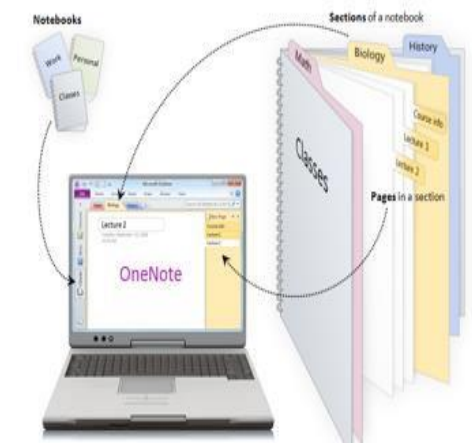 Notebooks
Work
Personal
Classes
Sections of a notebook
Math
Biology
History
Classes
Course info
Lecture 1
Lecture 2
Pages in a section
Biology
Lecture 2
OneNote